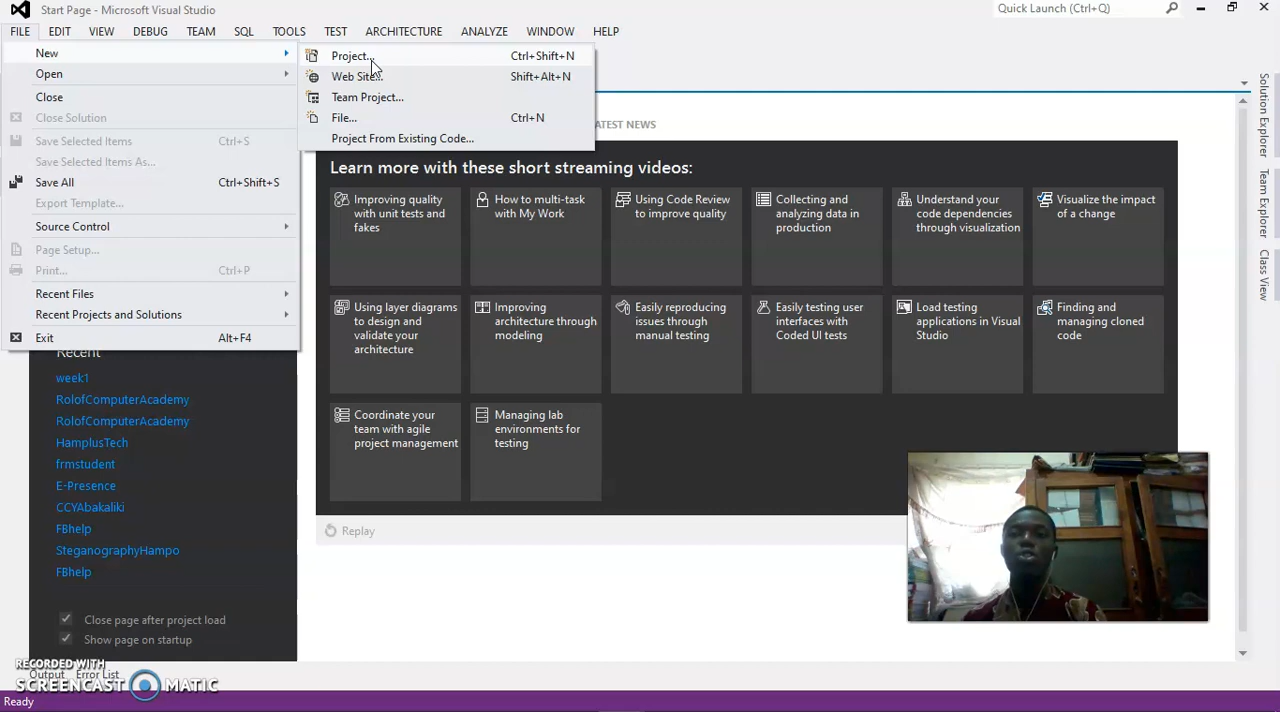 Start Page - Microsoft Visual Studio
Quick Launch (Ctrl+Q)
FILE EDIT VIEW DEBUG TEAM SQL TOOLS TEST ARCHITECTURE ANALYZE WINDOW HELP
New
Open
Close
Close Solution
Save Selected Items Ctrl+S
Save Selected Items As...
Save All Ctrl+Shift+S
Export Template...
Source Control
Page Setup...
Print... Ctrl+P
Recent Files
Recent Projects and Solutions
Exit Alt+F4
Project... Ctrl+Shift+N
Web Site... Shift+Alt+N
Team Project...
File... Ctrl+N
Project From Existing Code...
ATEST NEWS
Learn more with these short streaming videos:
Improving quality
with unit tests and
fakes
How to multi-task
with My Work
Using Code Review
to improve quality
Collecting and
analyzing data in
production
Understand your
code dependencies
through visualization
Visualize the impact
of a change
Using layer diagrams
to design and
validate your
architecture
Improving
architecture through
modeling
Easily reproducing
issues through
manual testing
Easily testing user
interfaces with
Coded UI tests
Load testing
applications in Visual
Studio
Finding and
managing cloned
code
Coordinate your
team with agile
project management
Managing lab
environments for
testing
Replay
Recent
week1
RolofComputerAcademy
RolofComputerAcademy
HamplusTech
frmstudent
E-Presence
CCYAbakaliki
FBhelp
SteganographyHampo
FBhelp
Close page after project load
Show page on startup
Solution Explorer
Team Explorer
Class View
Output Error List
RECORDED WITH
SCREENCAST MATIC
Ready